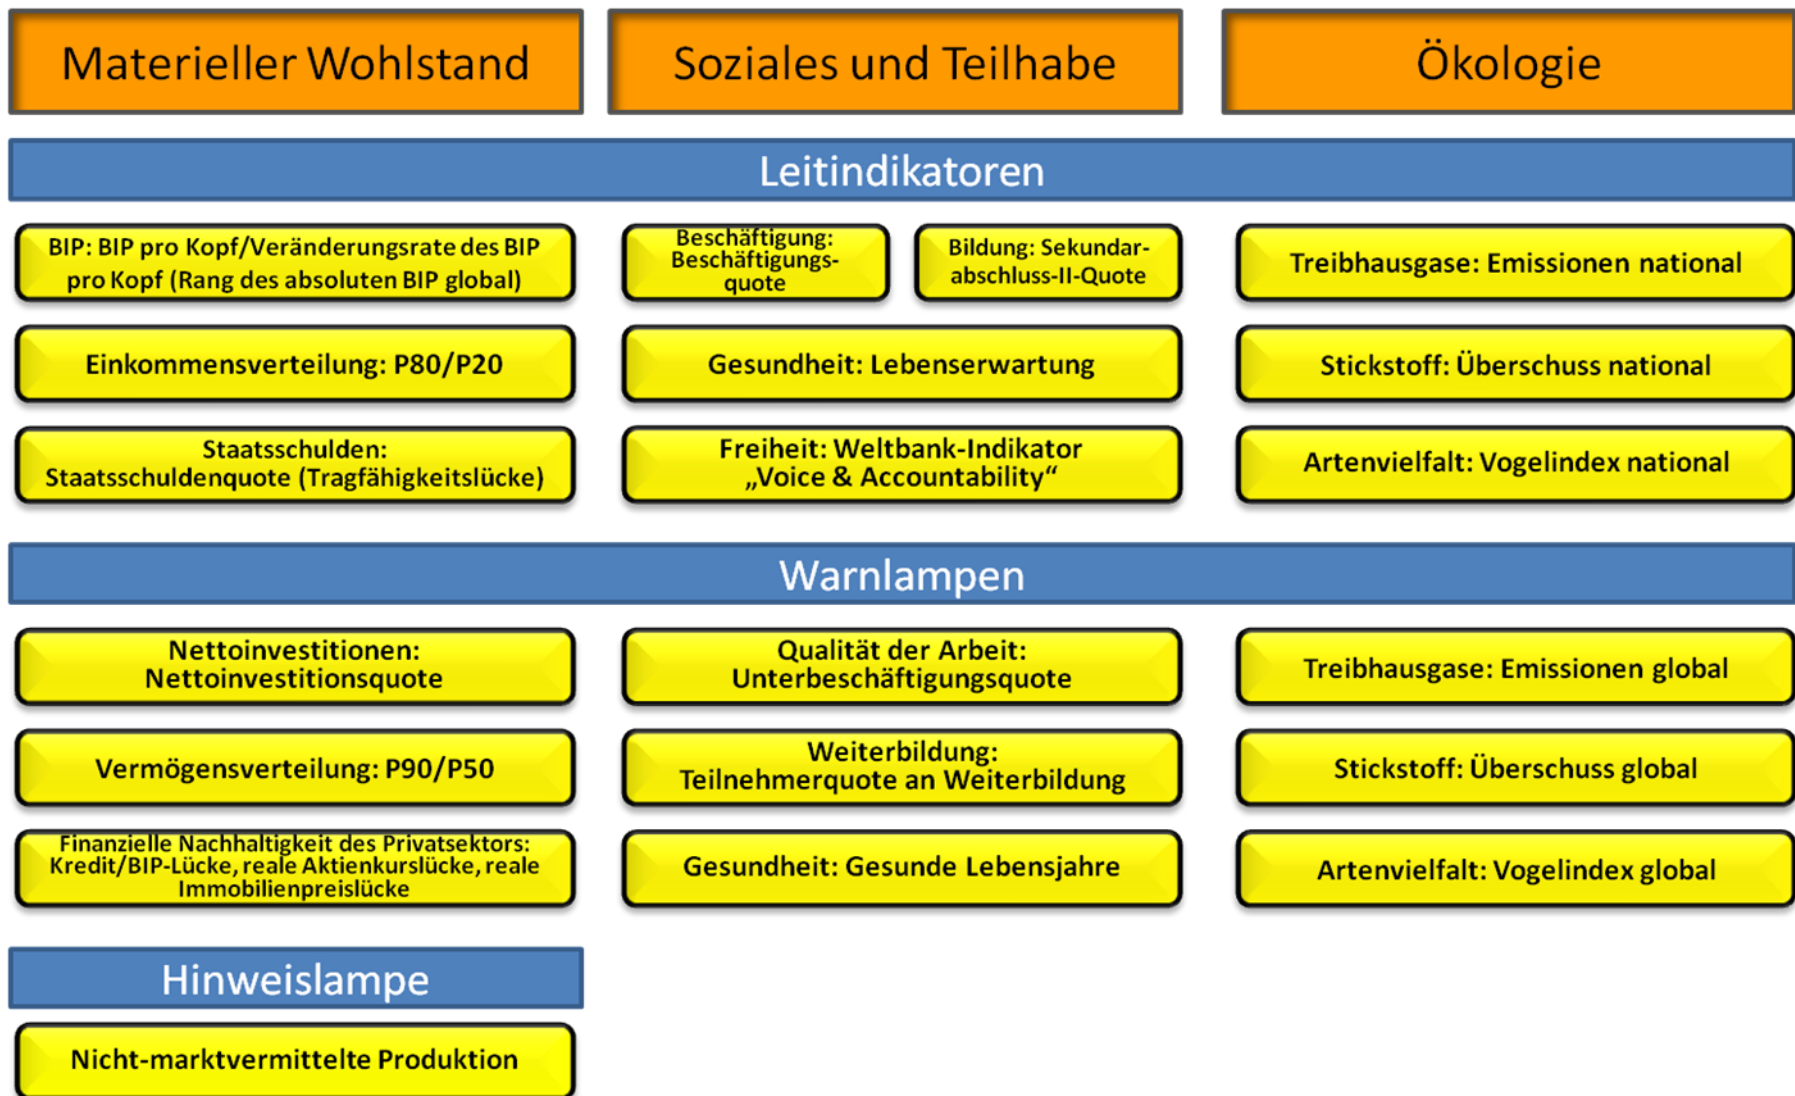 Materieller Wohlstand
Soziales und Teilhabe
Ökologie
Leitindikatoren
BIP: BIP pro Kopf/Veränderungsrate des BIP
pro Kopf (Rang des absoluten BIP global)
Beschäftigung:
Beschäftigungs-
quote
Bildung: Sekundar-
abschluss-II-Quote
Treibhausgase: Emissionen national
Einkommensverteilung: P80/P20
Gesundheit: Lebenserwartung
Stickstoff: Überschuss national
Staatsschulden:
Staatsschuldenquote (Tragfähigkeitslücke)
Freiheit: Weltbank-Indikator
„Voice & Accountability“
Artenvielfalt: Vogelindex national
Warnlampen
Nettoinvestitionen:
Nettoinvestitionsquote
Qualität der Arbeit:
Unterbeschäftigungsquote
Treibhausgase: Emissionen global
Vermögensverteilung: P90/P50
Weiterbildung:
Teilnehmerquote an Weiterbildung
Stickstoff: Überschuss global
Finanzielle Nachhaltigkeit des Privatsektors:
Kredit/BIP-Lücke, reale Aktienkurslücke, reale
Immobilienpreislücke
Gesundheit: Gesunde Lebensjahre
Artenvielfalt: Vogelindex global
Hinweislampe
Nicht-marktvermittelte Produktion